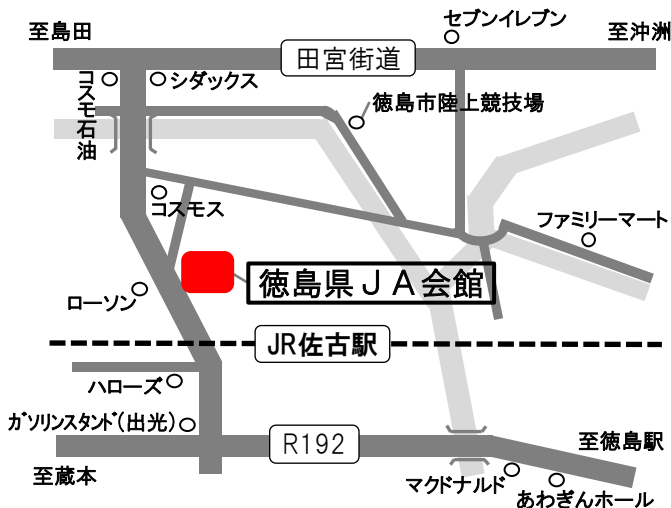 セブンイレブン
至島田
至沖洲
田宮街道
シダックス
コスモ石油
徳島市陸上競技場
コスモス
ファミリーマート
徳島県ＪＡ会館
ローソン
JR佐古駅
ハローズ
ｶﾞｿﾘﾝｽﾀﾝﾄﾞ(出光)
R192
至徳島駅
至蔵本
マクドナルド
あわぎんホール